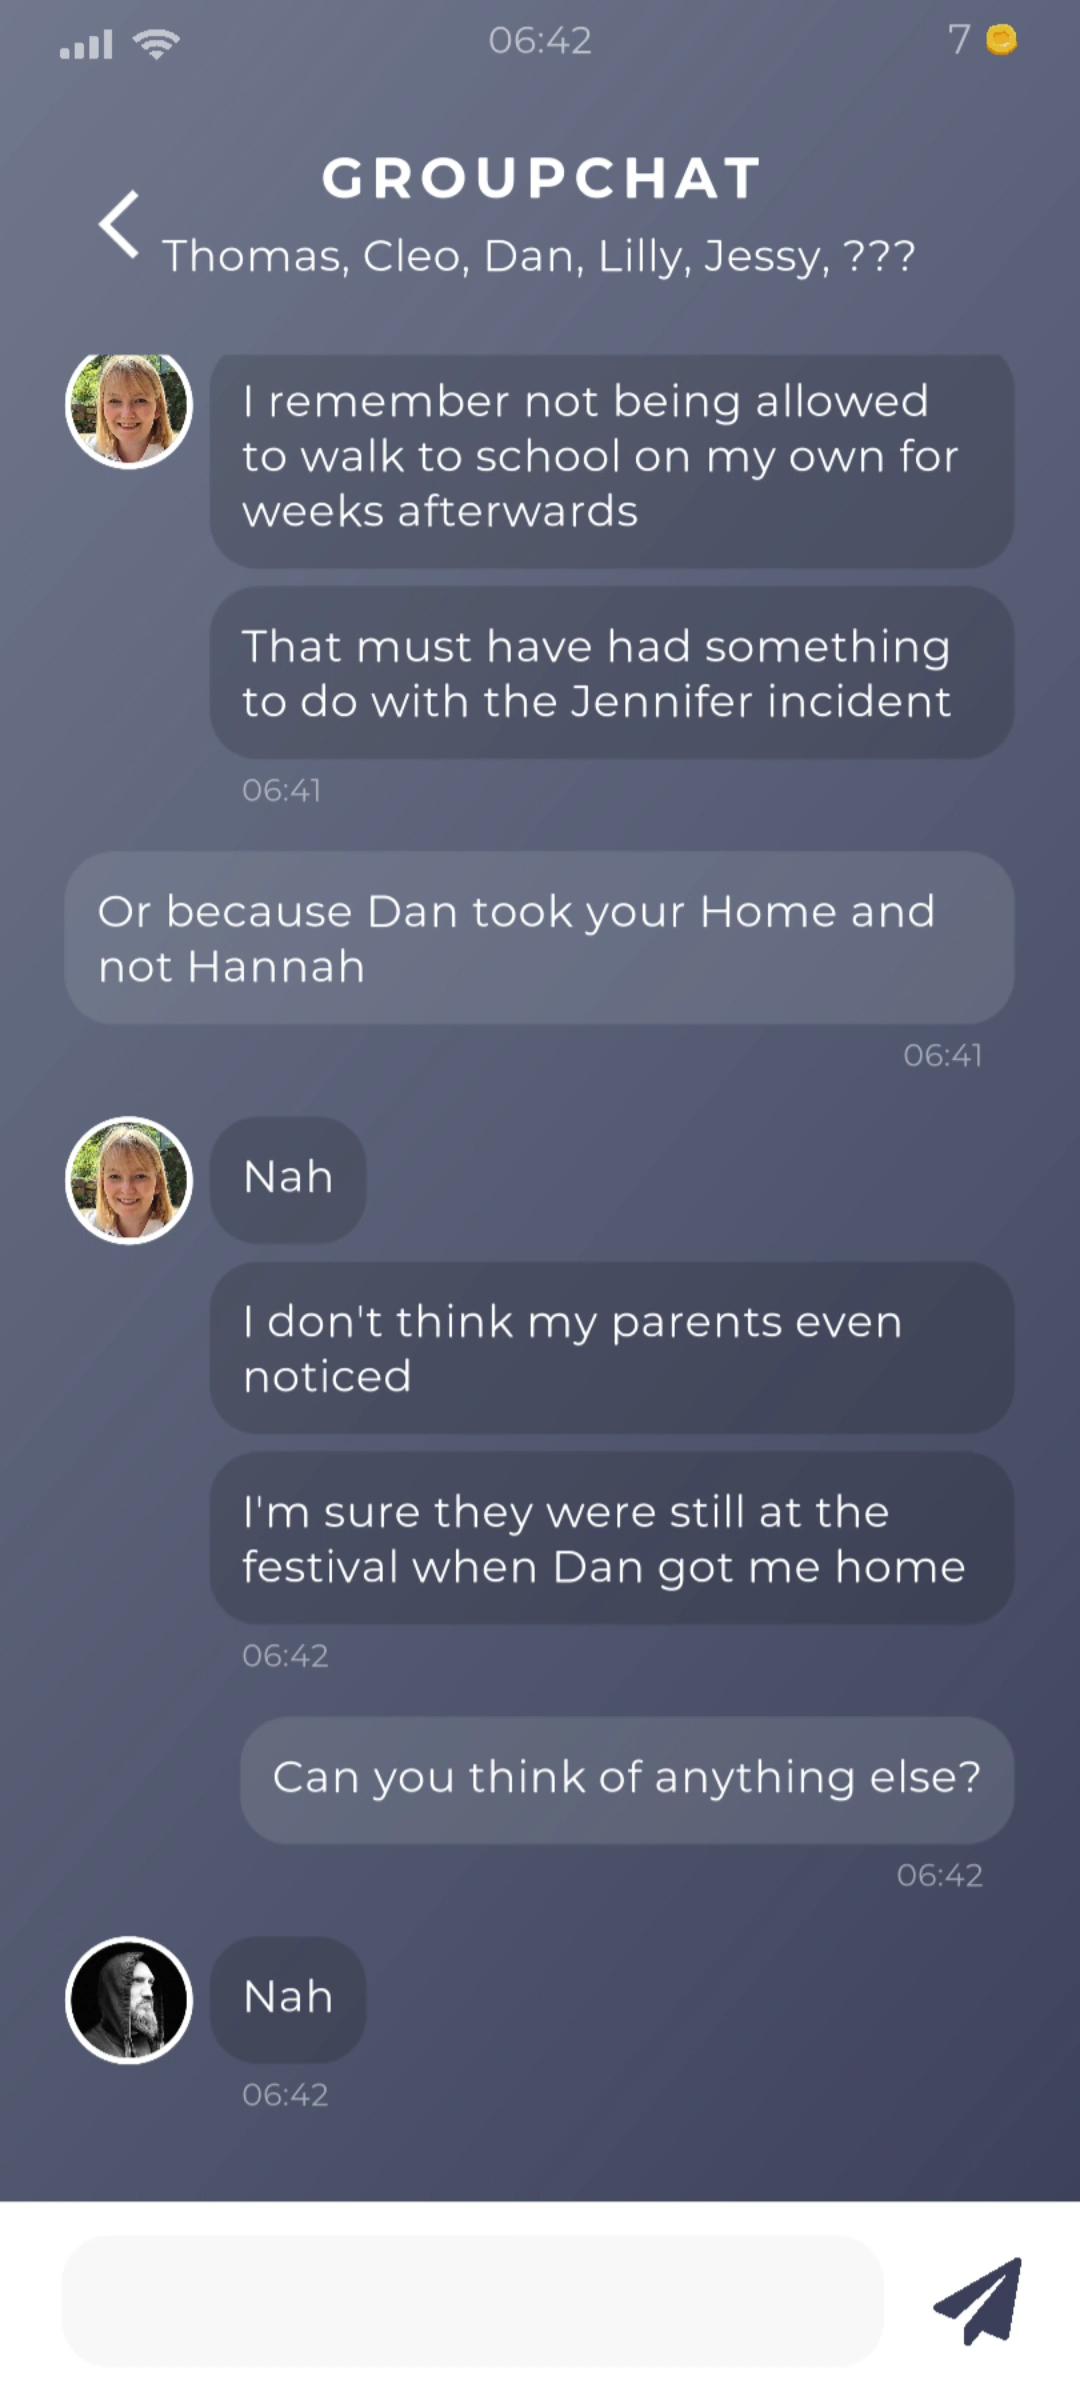 06:42
7
GROUPCHAT
Thomas, Cleo, Dan, Lilly, Jessy, ???
I remember not being allowed
to walk to school on my own for
weeks afterwards
That must have had something
to do with the Jennifer incident
06:41
Or because Dan took your Home and
not Hannah
06:41
Nah
I don't think my parents even
noticed
I'm sure they were still at the
festival when Dan got me home
06:42
Can you think of anything else?
06:42
Nah
06:42